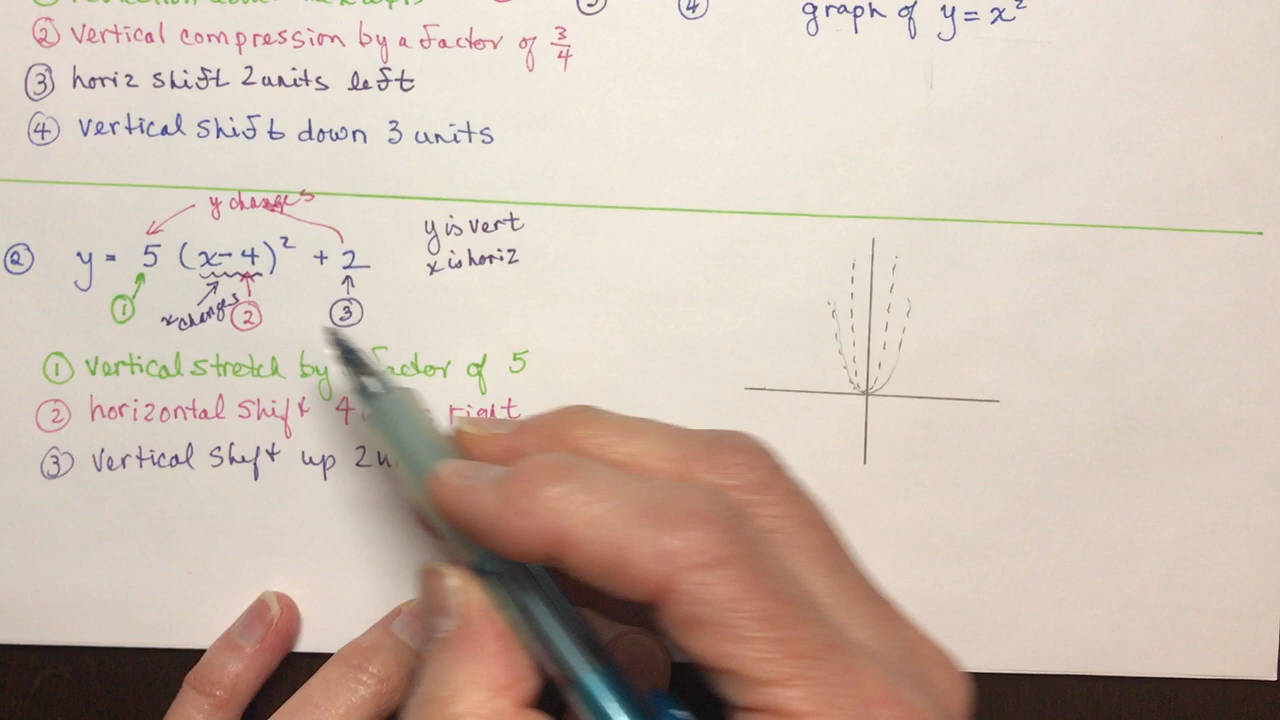 ③ ④ graph of y = x²
② vertical compression by a factor of 3/4
③ horiz shift 2 units left
④ vertical shift down 3 units
y changes
② y = 5 (x-4)² + 2
y is vert
x is horiz
① x changes ② ③
① vertical stretch by factor of 5
② horizontal shift 4 right
③ vertical shift up 2